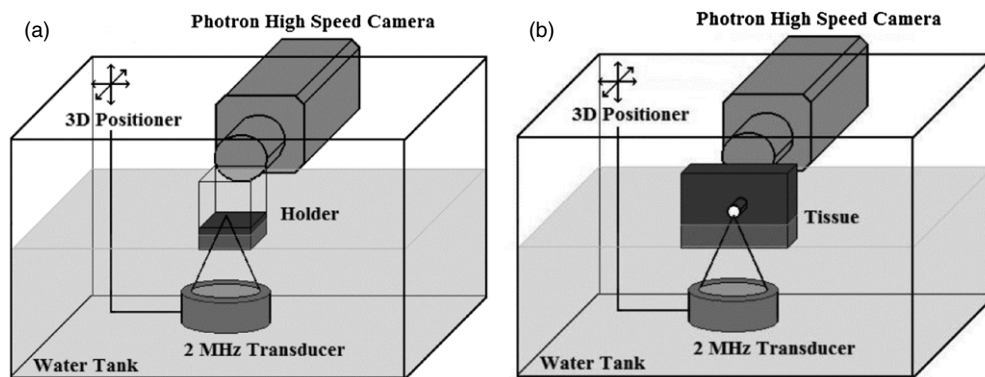 (a)
Photron High Speed Camera
3D Positioner
Holder
2 MHz Transducer
Water Tank
(b)
Photron High Speed Camera
3D Positioner
Tissue
2 MHz Transducer
Water Tank